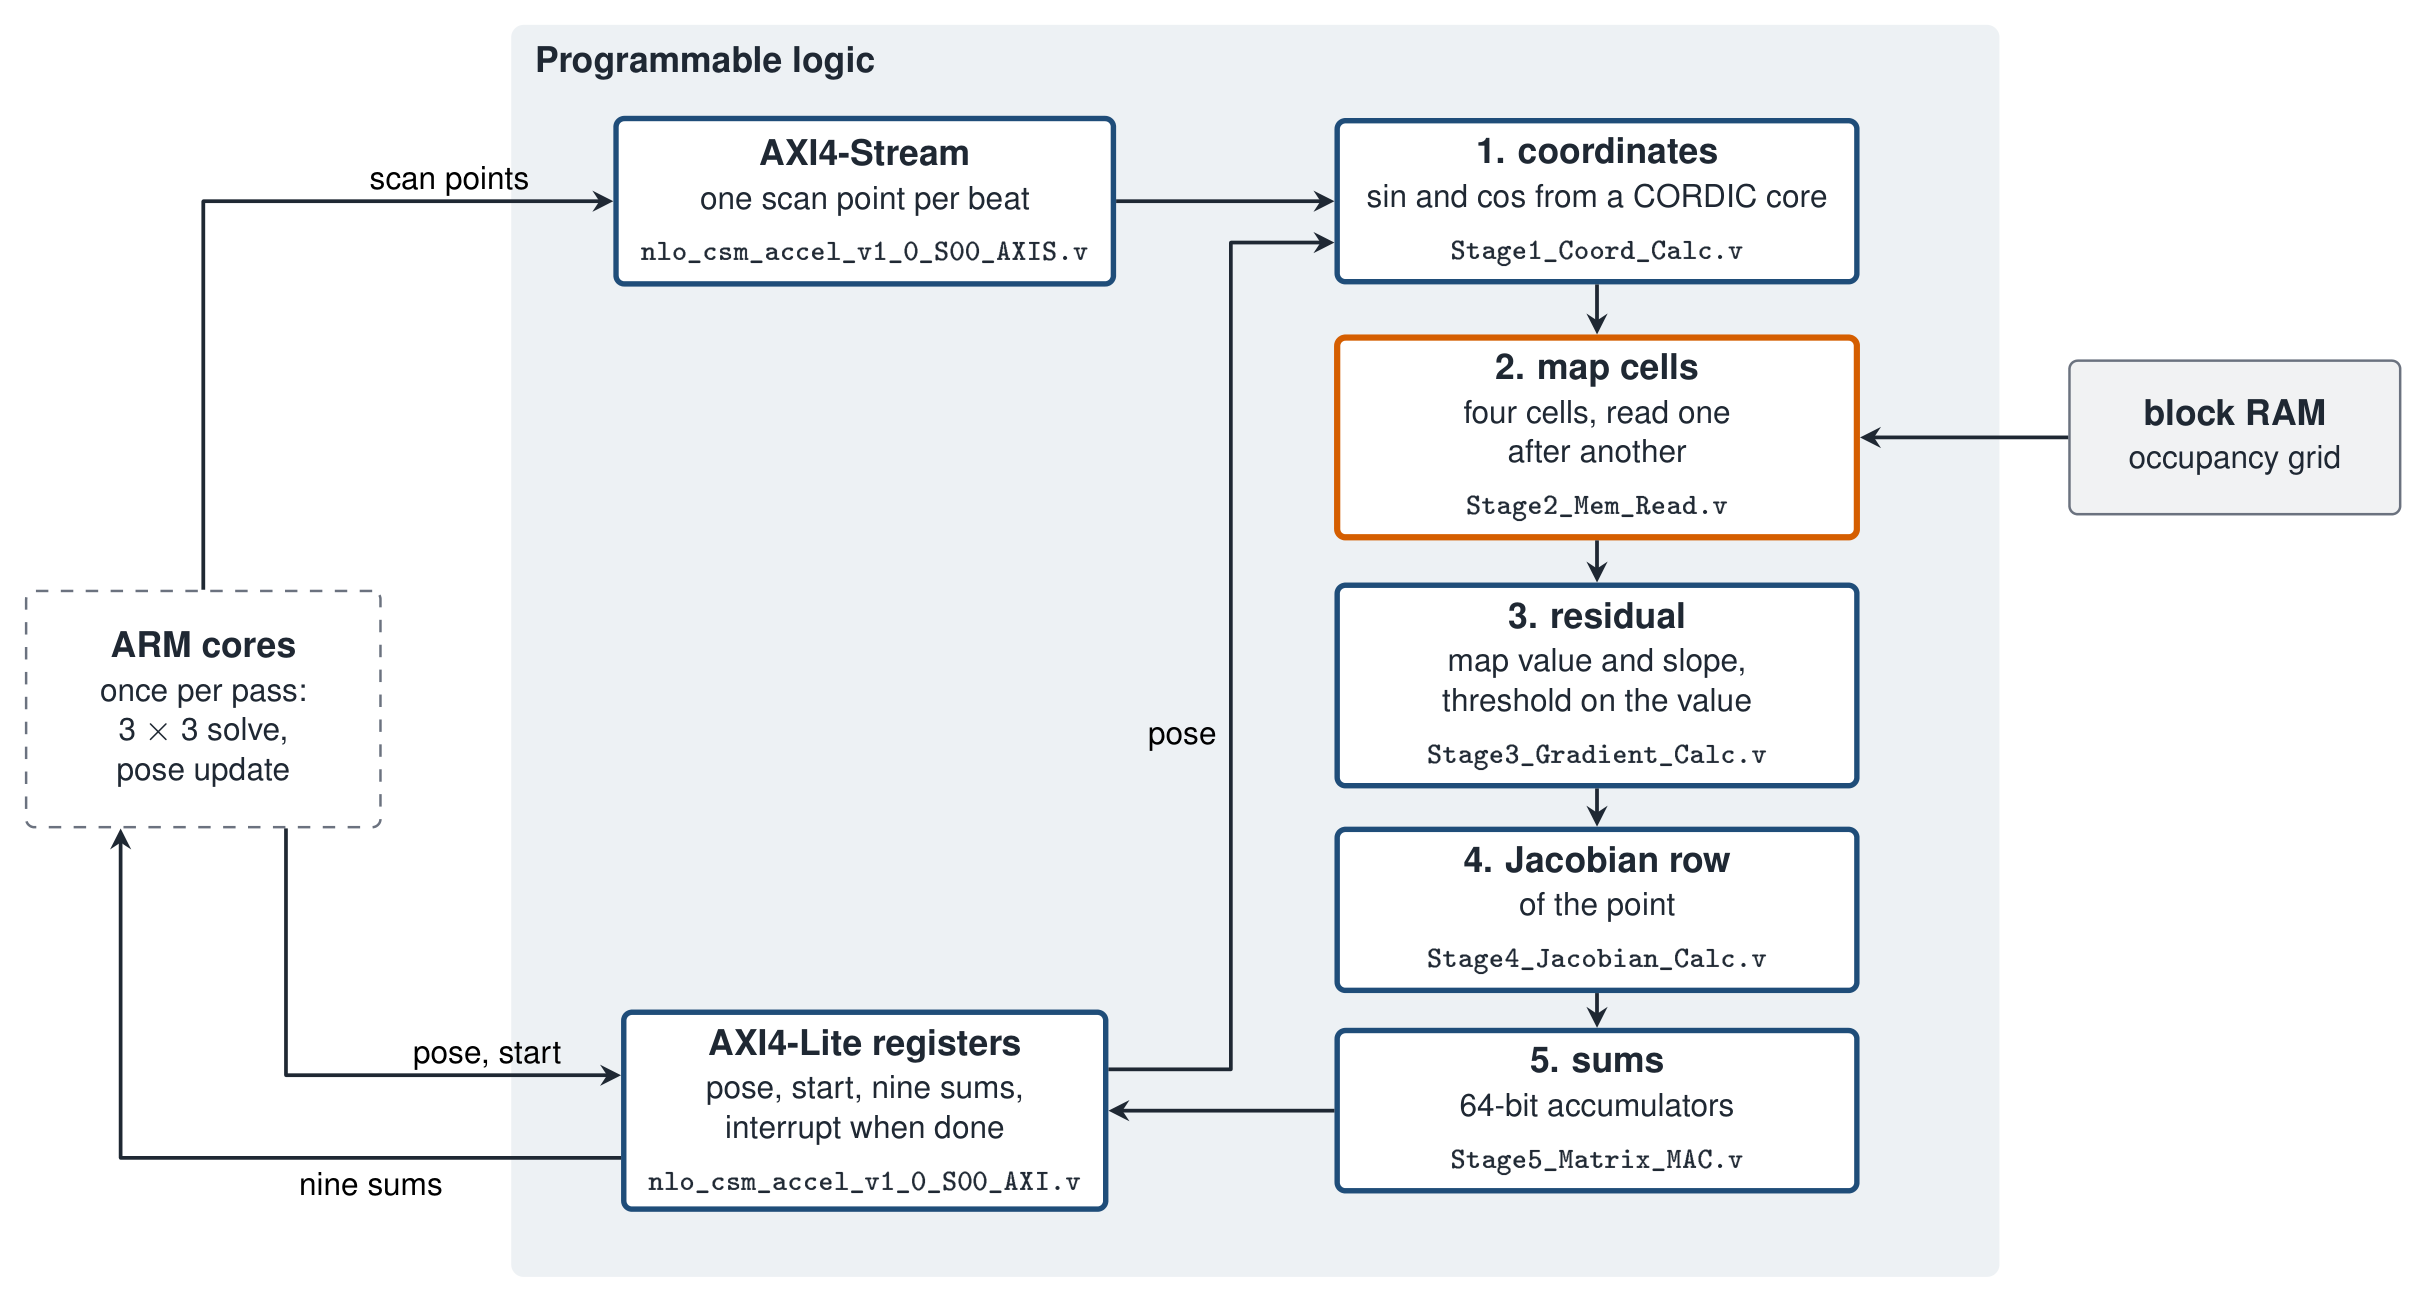 Programmable logic
scan points
AXI4-Stream
one scan point per beat
nlo_csm_accel_v1_0_S00_AXIS.v
1. coordinates
sin and cos from a CORDIC core
Stage1_Coord_Calc.v
2. map cells
four cells, read one
after another
Stage2_Mem_Read.v
block RAM
occupancy grid
3. residual
map value and slope,
threshold on the value
Stage3_Gradient_Calc.v
ARM cores
once per pass:
3 × 3 solve,
pose update
pose
4. Jacobian row
of the point
Stage4_Jacobian_Calc.v
pose, start
AXI4-Lite registers
pose, start, nine sums,
interrupt when done
nlo_csm_accel_v1_0_S00_AXI.v
5. sums
64-bit accumulators
Stage5_Matrix_MAC.v
nine sums